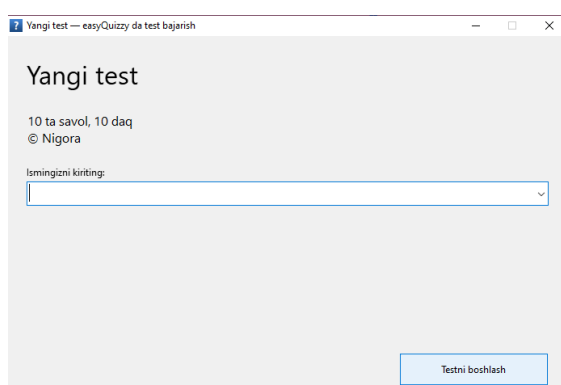 Yangi test — easyQuizzy da test bajarish
Yangi test
10 ta savol, 10 daq
© Nigora
Ismingizni kiriting:
Testni boshlash